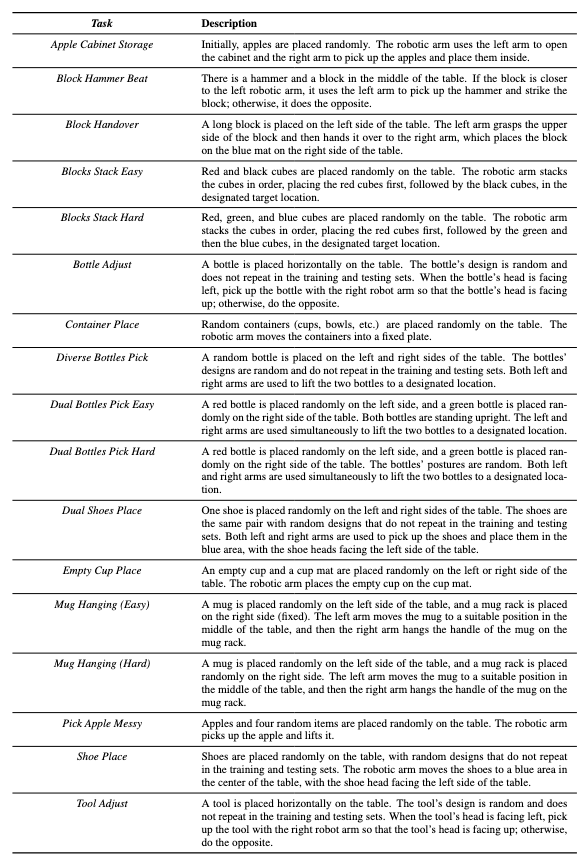 Task Description
Apple Cabinet Storage Initially, apples are placed randomly. The robotic arm uses the left arm to open
the cabinet and the right arm to pick up the apples and place them inside.
Block Hammer Beat There is a hammer and a block in the middle of the table. If the block is closer
to the left robotic arm, it uses the left arm to pick up the hammer and strike the
block; otherwise, it does the opposite.
Block Handover A long block is placed on the left side of the table. The left arm grasps the upper
side of the block and then hands it over to the right arm, which places the block
on the blue mat on the right side of the table.
Blocks Stack Easy Red and black cubes are placed randomly on the table. The robotic arm stacks
the cubes in order, placing the red cubes first, followed by the black cubes, in the
designated target location.
Blocks Stack Hard Red, green, and blue cubes are placed randomly on the table. The robotic arm
stacks the cubes in order, placing the red cubes first, followed by the green and
then the blue cubes, in the designated target location.
Bottle Adjust A bottle is placed horizontally on the table. The bottle's design is random and
does not repeat in the training and testing sets. When the bottle's head is facing
left, pick up the bottle with the right robot arm so that the bottle's head is facing
up; otherwise, do the opposite.
Container Place Random containers (cups, bowls, etc.) are placed randomly on the table. The
robotic arm moves the containers into a fixed plate.
Diverse Bottles Pick A random bottle is placed on the left and right sides of the table. The bottles'
designs are random and do not repeat in the training and testing sets. Both left and
right arms are used to lift the two bottles to a designated location.
Dual Bottles Pick Easy A red bottle is placed randomly on the left side, and a green bottle is placed ran-
domly on the right side of the table. Both bottles are standing upright. The left and
right arms are used simultaneously to lift the two bottles to a designated location.
Dual Bottles Pick Hard A red bottle is placed randomly on the left side, and a green bottle is placed ran-
domly on the right side of the table. The bottles' postures are random. Both left
and right arms are used simultaneously to lift the two bottles to a designated loca-
tion.
Dual Shoes Place One shoe is placed randomly on the left and right sides of the table. The shoes are
the same pair with random designs that do not repeat in the training and testing
sets. Both left and right arms are used to pick up the shoes and place them in the
blue area, with the shoe heads facing the left side of the table.
Empty Cup Place An empty cup and a cup mat are placed randomly on the left or right side of the
table. The robotic arm places the empty cup on the cup mat.
Mug Hanging (Easy) A mug is placed randomly on the left side of the table, and a mug rack is placed
on the right side (fixed). The left arm moves the mug to a suitable position in the
middle of the table, and then the right arm hangs the handle of the mug on the
mug rack.
Mug Hanging (Hard) A mug is placed randomly on the left side of the table, and a mug rack is placed
randomly on the right side. The left arm moves the mug to a suitable position in
the middle of the table, and then the right arm hangs the handle of the mug on the
mug rack.
Pick Apple Messy Apples and four random items are placed randomly on the table. The robotic arm
picks up the apple and lifts it.
Shoe Place Shoes are placed randomly on the table, with random designs that do not repeat
in the training and testing sets. The robotic arm moves the shoes to a blue area in
the center of the table, with the shoe head facing the left side of the table.
Tool Adjust A tool is placed horizontally on the table. The tool's design is random and does
not repeat in the training and testing sets. When the tool's head is facing left, pick
up the tool with the right robot arm so that the tool's head is facing up; otherwise,
do the opposite.